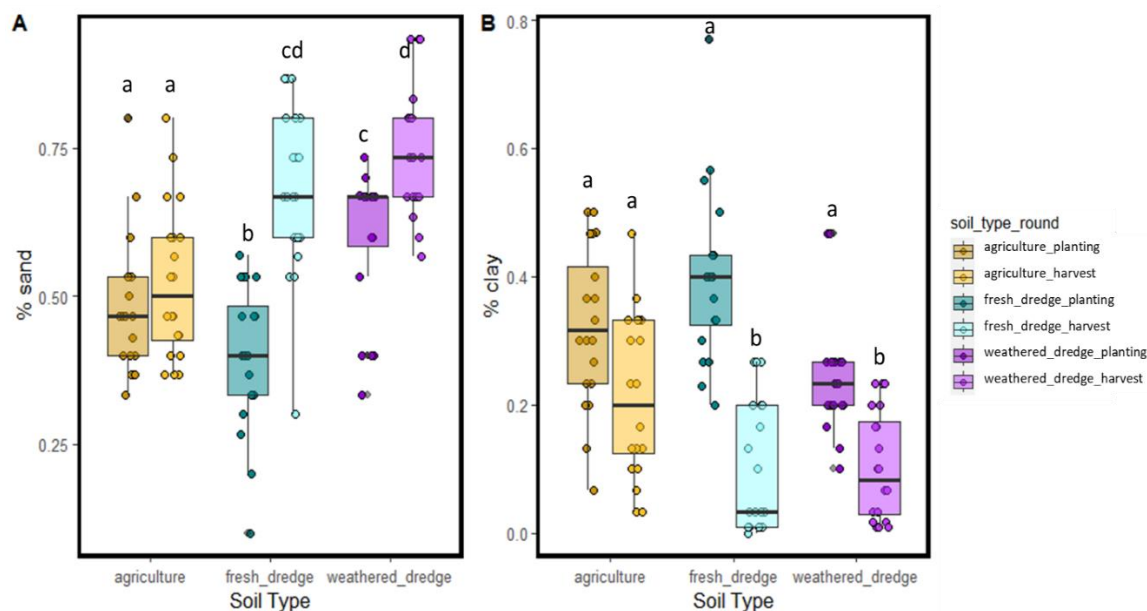 A
% sand
0.75
0.50
0.25
a
a
b
cd
c
d
agriculture
fresh_dredge
weathered_dredge
Soil Type
B
% clay
0.8
0.6
0.4
0.2
0.0
a
a
a
b
a
b
agriculture
fresh_dredge
weathered_dredge
Soil Type
soil_type_round
agriculture_planting
agriculture_harvest
fresh_dredge_planting
fresh_dredge_harvest
weathered_dredge_planting
weathered_dredge_harvest